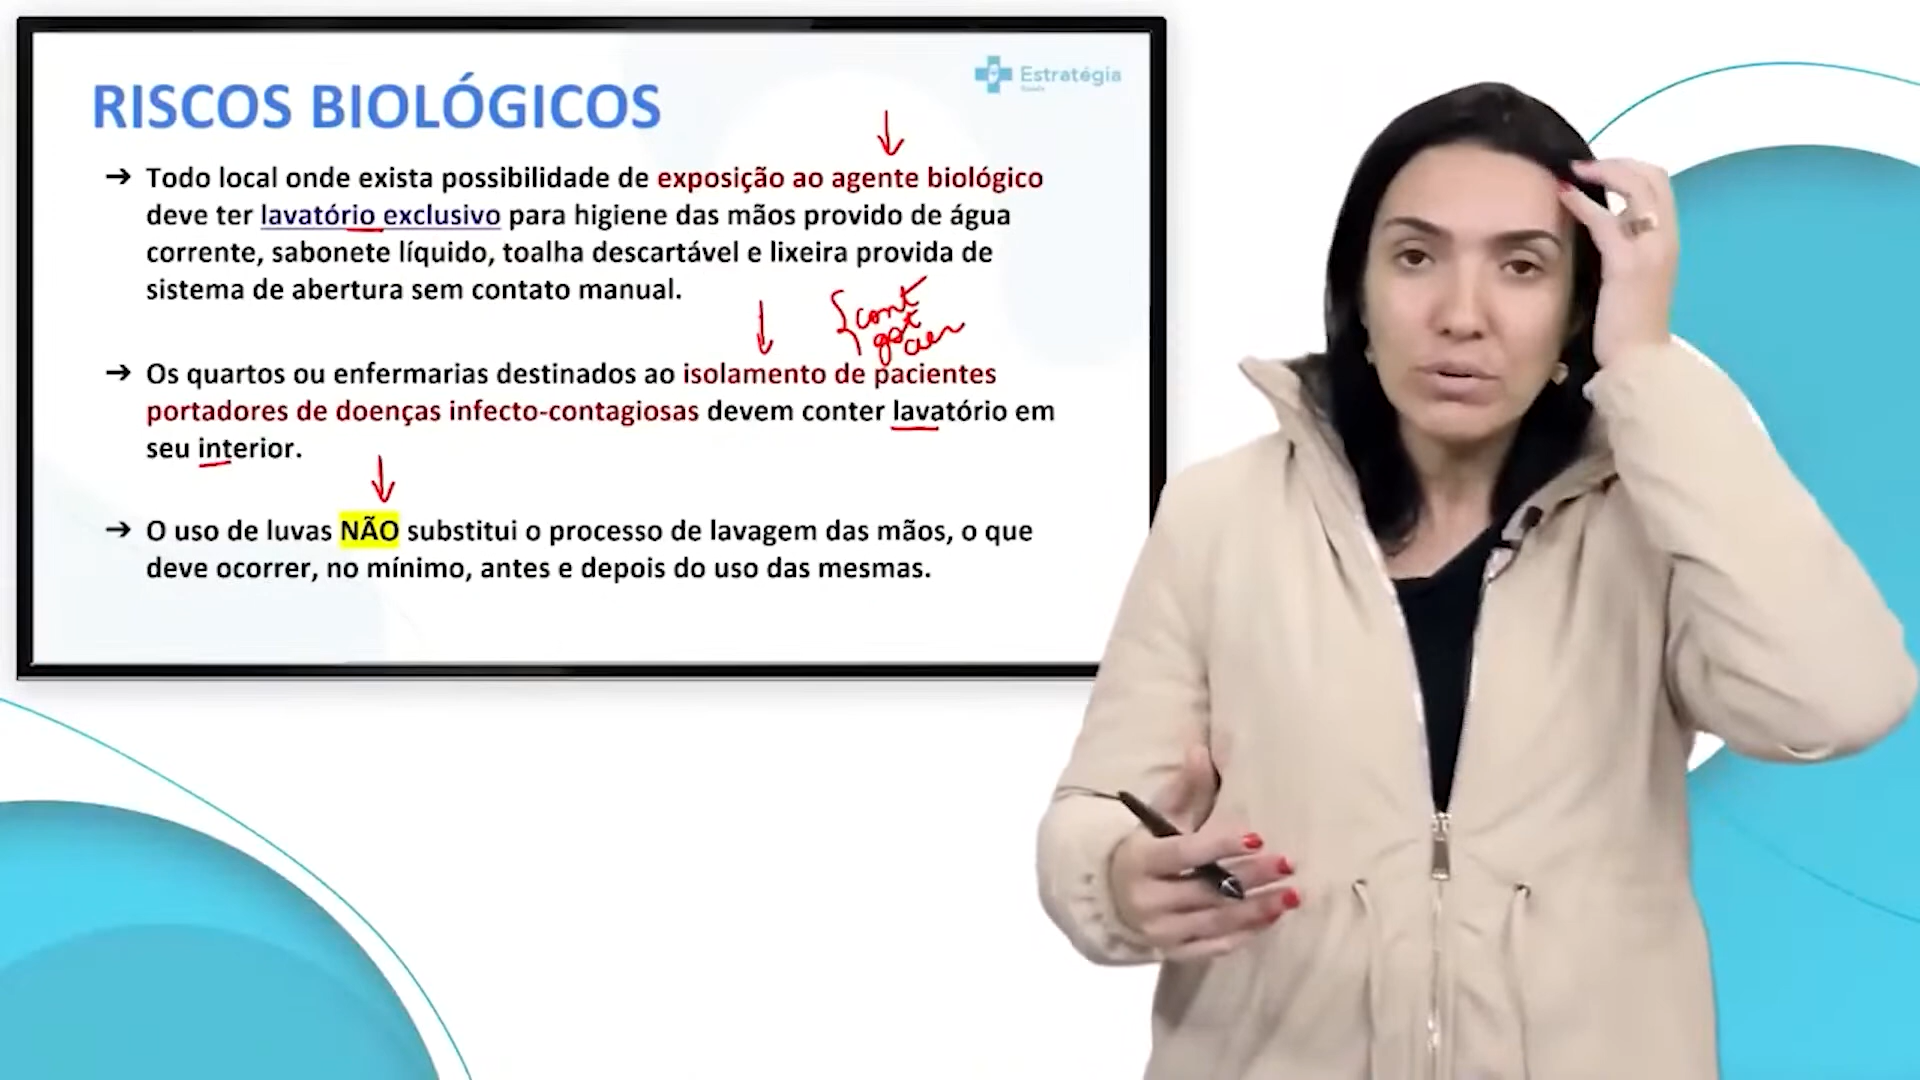 Estratégia
RISCOS BIOLÓGICOS
➔ Todo local onde exista possibilidade de exposição ao agente biológico
deve ter lavatório exclusivo para higiene das mãos provido de água
corrente, sabonete líquido, toalha descartável e lixeira provida de
sistema de abertura sem contato manual.
cont
got
aer
➔ Os quartos ou enfermarias destinados ao isolamento de pacientes
portadores de doenças infecto-contagiosas devem conter lavatório em
seu interior.
➔ O uso de luvas NÃO substitui o processo de lavagem das mãos, o que
deve ocorrer, no mínimo, antes e depois do uso das mesmas.